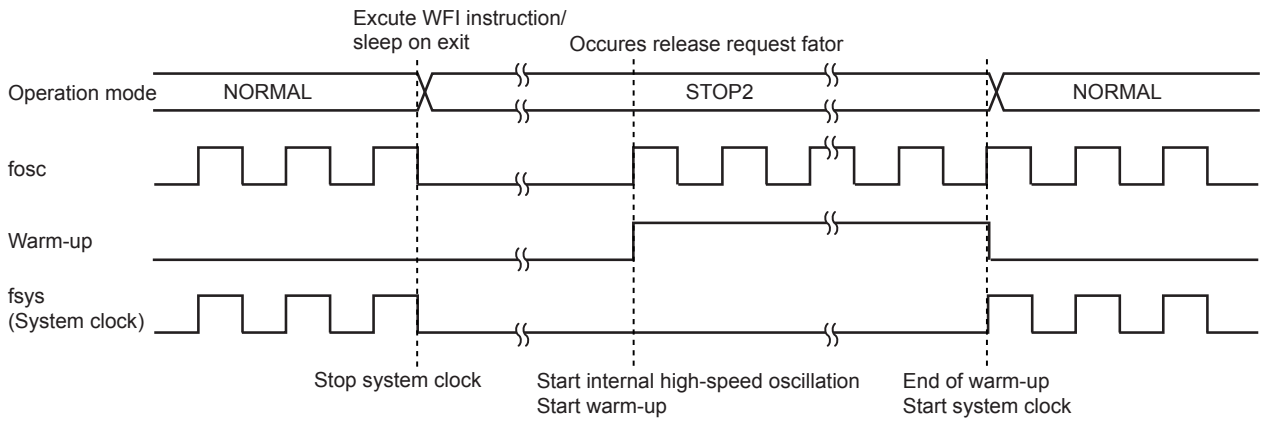 Excute WFI instruction/
sleep on exit
Occures release request fator
Operation mode
NORMAL
STOP2
NORMAL
fosc
Warm-up
fsys
(System clock)
Stop system clock
Start internal high-speed oscillation
Start warm-up
End of warm-up
Start system clock